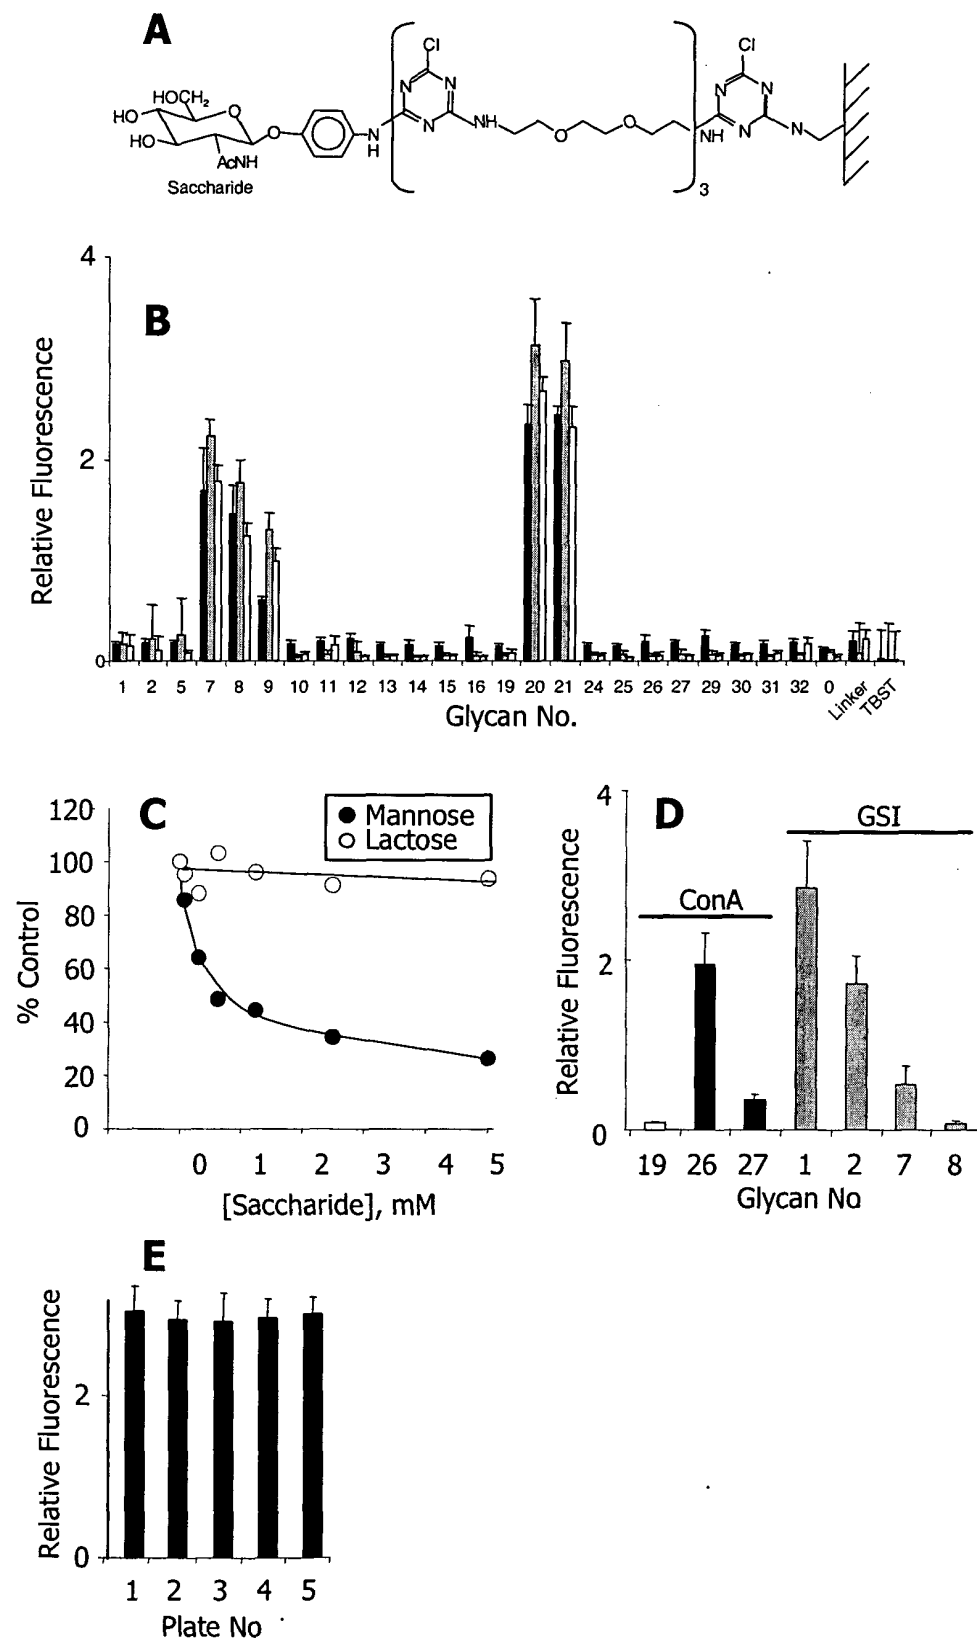 A
Cl
Cl
N
N
N
N
HOCH2
HO
O
O
N
NH
O
O
N
N
HO
N
H
NH
AcNH
Saccharide
3
4
B
Relative Fluorescence
2
0
1 2 5 7 8 9 10 11 12 13 14 15 16 19 20 21 24 25 26 27 29 30 31 32 0 Linker TBST
Glycan No.
120
C
Mannose
Lactose
100
80
% Control
60
40
20
0
0 1 2 3 4 5
[Saccharide], mM
4
D
GSI
ConA
Relative Fluorescence
2
0
19 26 27 1 2 7 8
Glycan No
E
Relative Fluorescence
2
0
1 2 3 4 5
Plate No